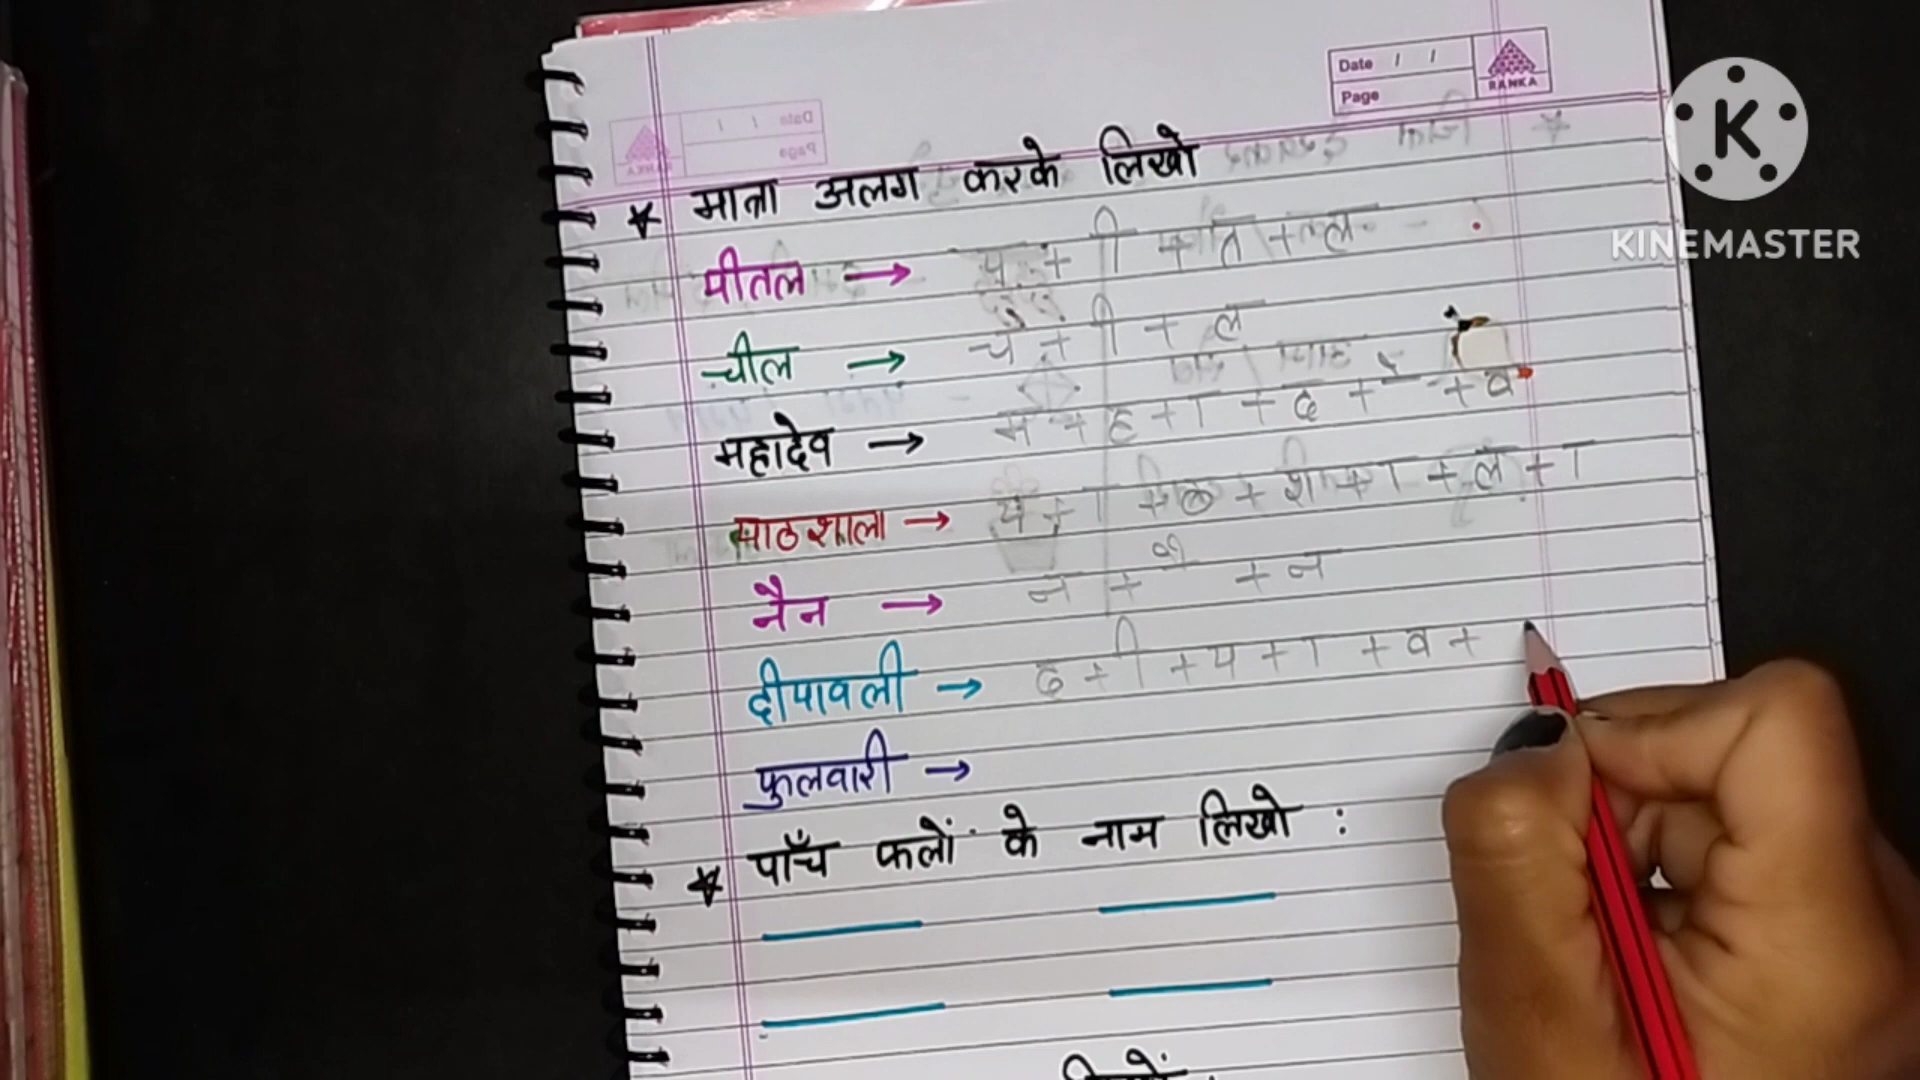 Date / /
Page
RANKA
KINEMASTER
* मात्रा अलग करके लिखो
पीतल → प + ी + त + ल
चील → च + ी + ल
महादेव → म + ह + ा + द + े + व
पाठशाला → प + ा + ठ + श + ा + ल + ा
नैन → न + ै + न
दीपावली → द + ी + प + ा + व +
फुलवारी →
* पाँच फलों के नाम लिखो :